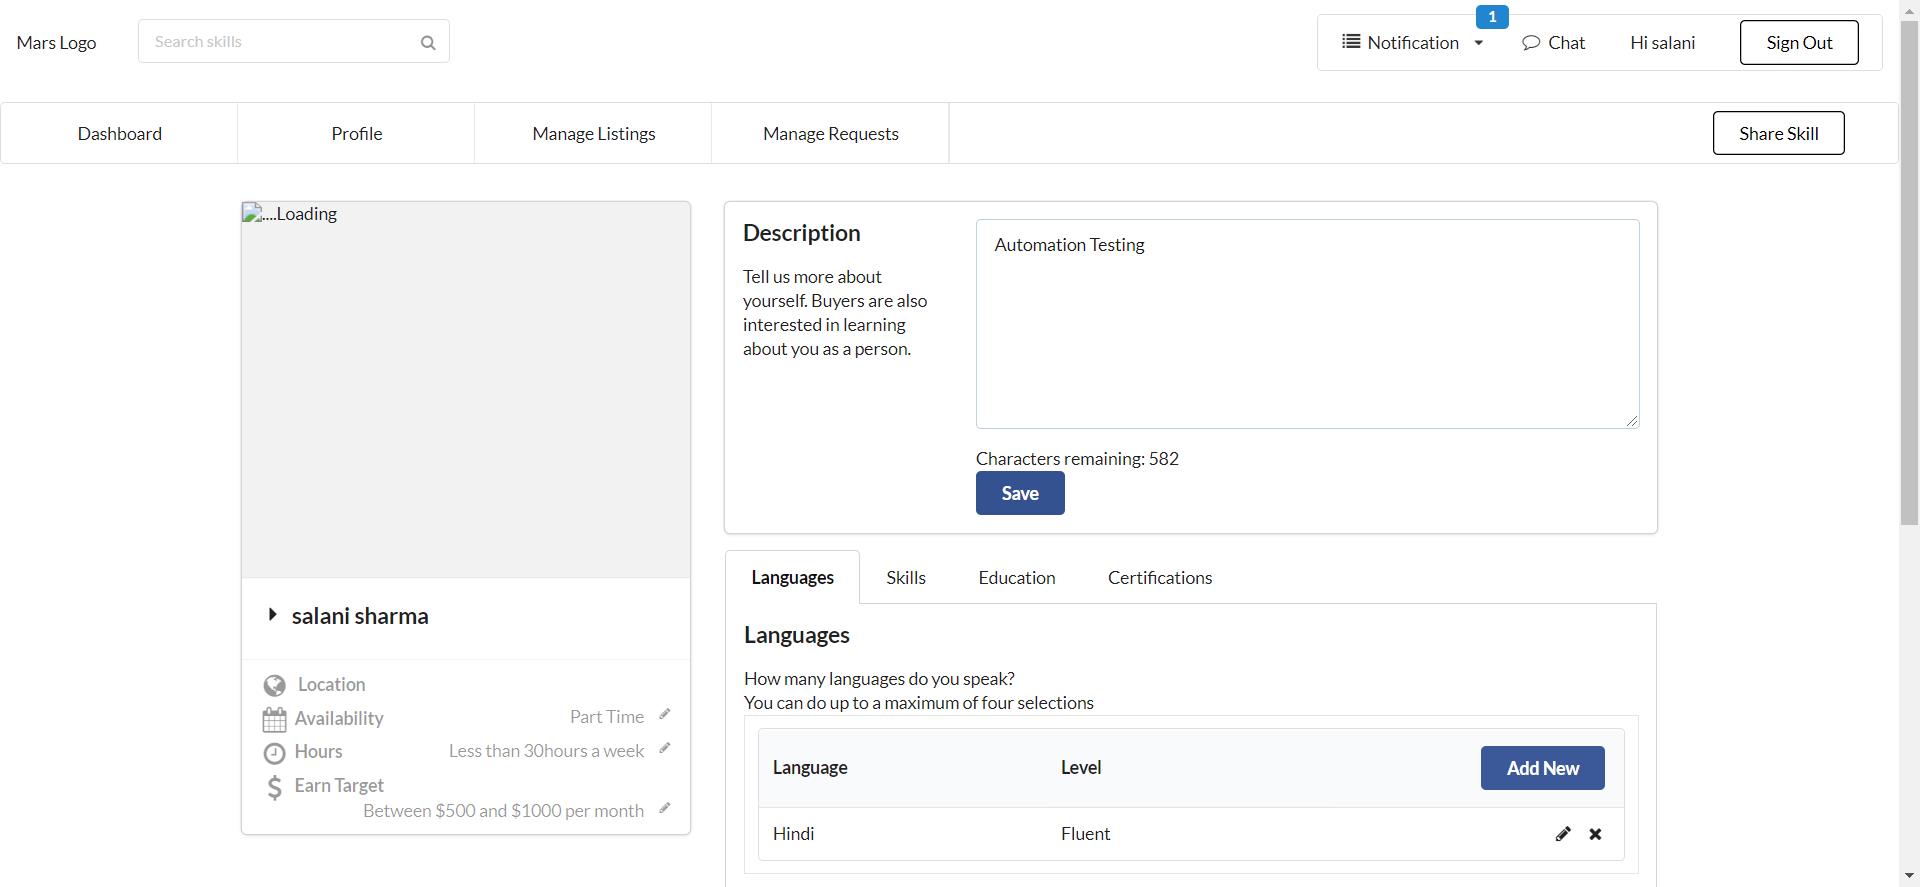 Mars Logo
Search skills
1
Notification
Chat
Hi salani
Sign Out
Dashboard
Profile
Manage Listings
Manage Requests
Share Skill
....Loading
salani sharma
Location
Availability
Part Time
Hours
Less than 30hours a week
Earn Target
Between $500 and $1000 per month
Description
Tell us more about
yourself. Buyers are also
interested in learning
about you as a person.
Automation Testing
Characters remaining: 582
Save
Languages
Skills
Education
Certifications
Languages
How many languages do you speak?
You can do up to a maximum of four selections
Language
Level
Add New
Hindi
Fluent